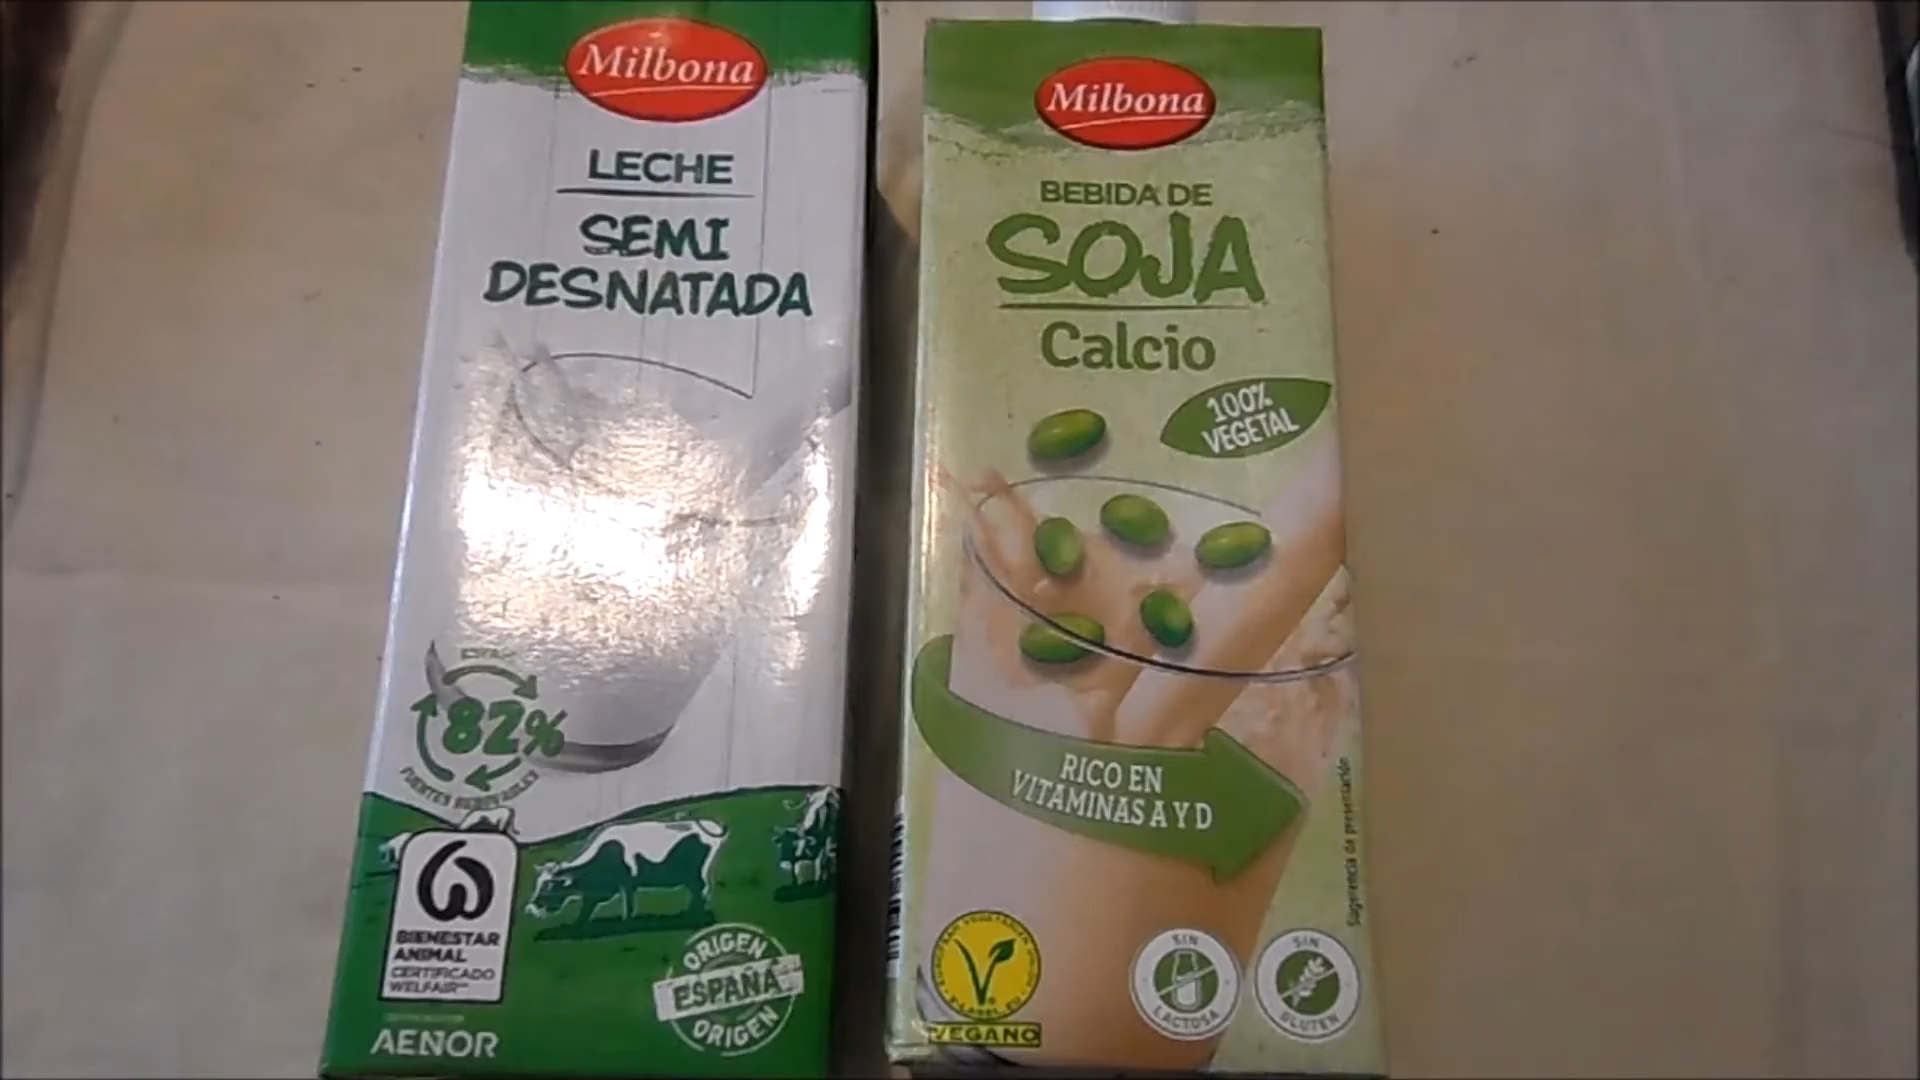 Milbona
LECHE
SEMI
DESNATADA
82%
BIENESTAR
ANIMAL
CERTIFICADO
WELFAIR™
AENOR
ORIGEN
ESPAÑA
ORIGEN
Milbona
BEBIDA DE
SOJA
Calcio
100%
VEGETAL
RICO EN
VITAMINAS A Y D
Sugerencia de presentación
VEGANO
SIN
LACTOSA
SIN
GLUTEN